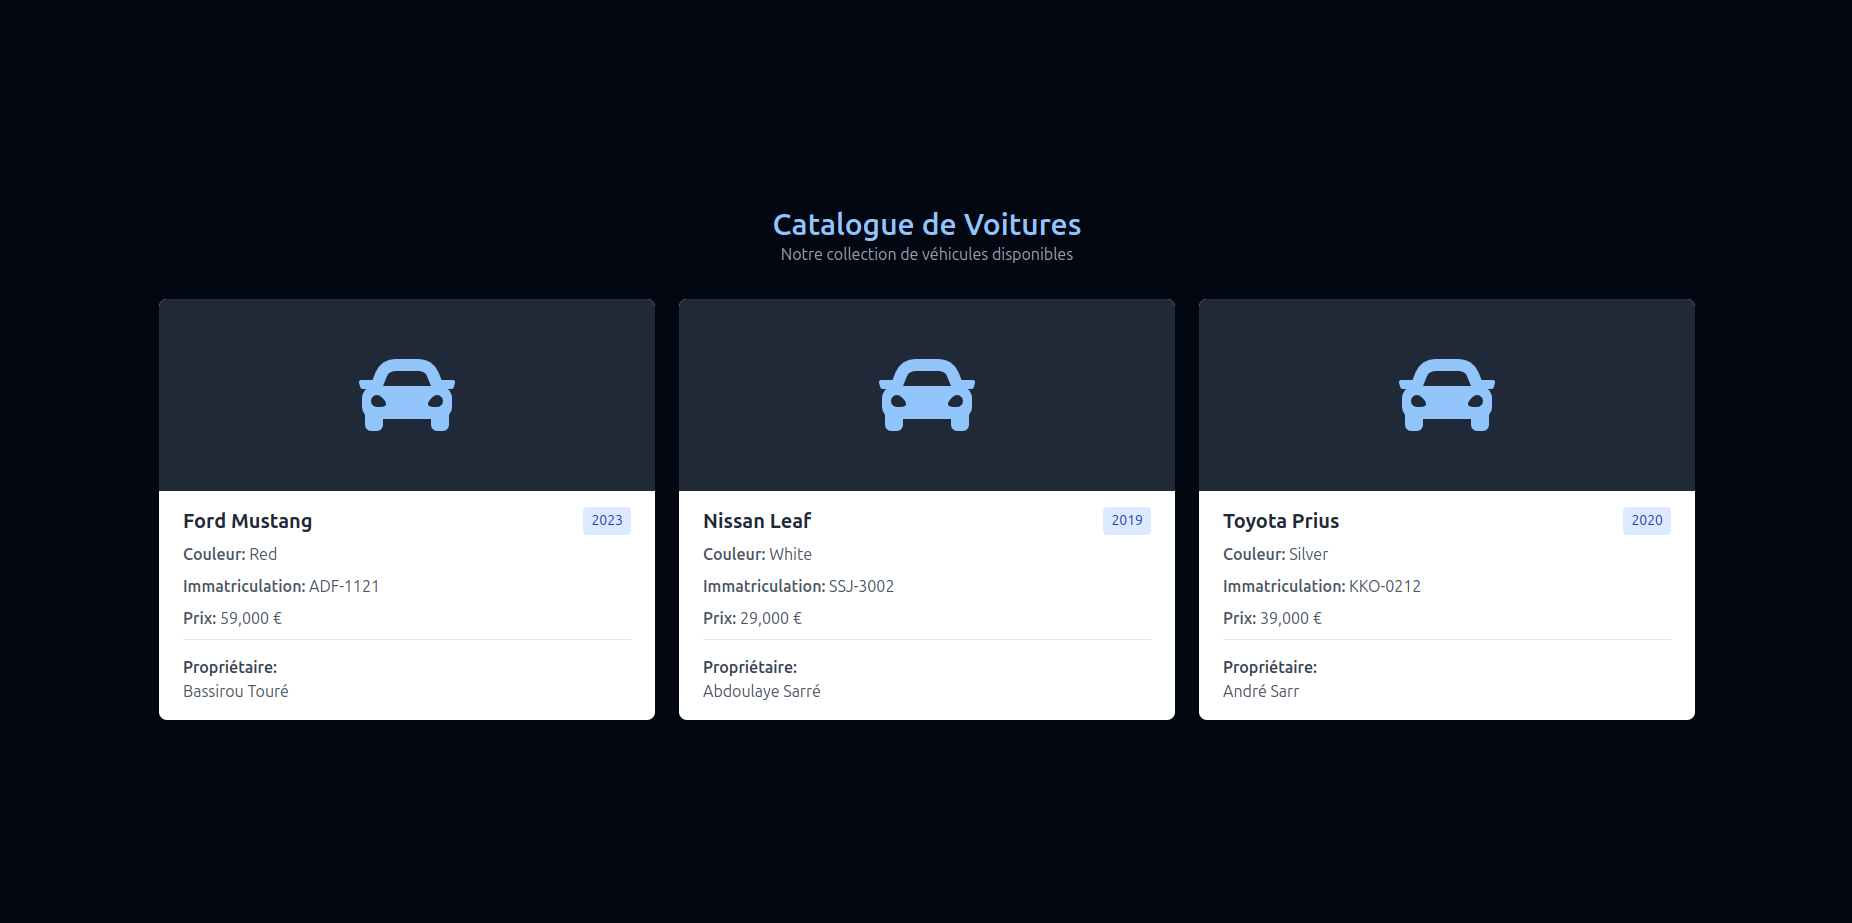 Catalogue de Voitures
Notre collection de véhicules disponibles
Ford Mustang
2023
Couleur: Red
Immatriculation: ADF-1121
Prix: 59,000 €
Propriétaire:
Bassirou Touré
Nissan Leaf
2019
Couleur: White
Immatriculation: SSJ-3002
Prix: 29,000 €
Propriétaire:
Abdoulaye Sarré
Toyota Prius
2020
Couleur: Silver
Immatriculation: KKO-0212
Prix: 39,000 €
Propriétaire:
André Sarr